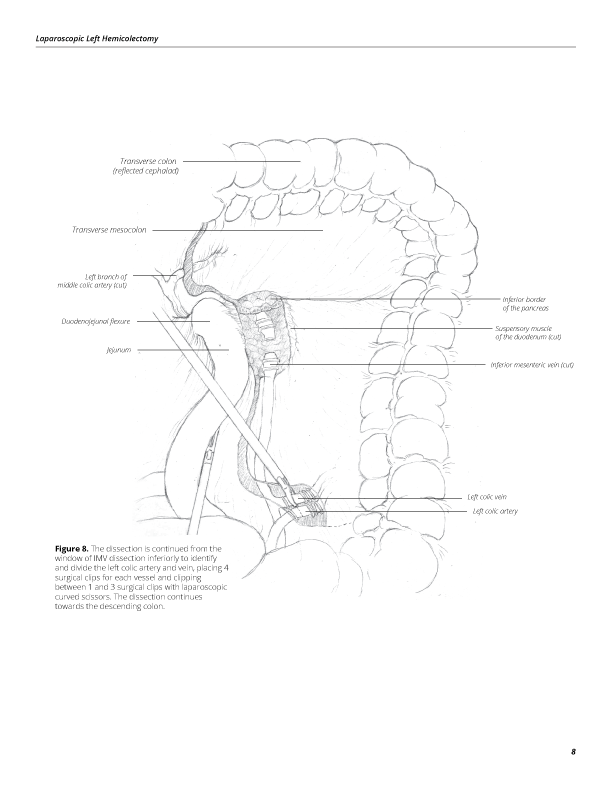 Laparoscopic Left Hemicolectomy
Transverse colon
(reflected cephalad)
Transverse mesocolon
Left branch of
middle colic artery (cut)
Duodenojejunal flexure
Jejunum
Inferior border
of the pancreas
Suspensory muscle
of the duodenum (cut)
Inferior mesenteric vein (cut)
Left colic vein
Left colic artery
Figure 8. The dissection is continued from the
window of IMV dissection inferiorly to identify
and divide the left colic artery and vein, placing 4
surgical clips for each vessel and clipping
between 1 and 3 surgical clips with laparoscopic
curved scissors. The dissection continues
towards the descending colon.
8